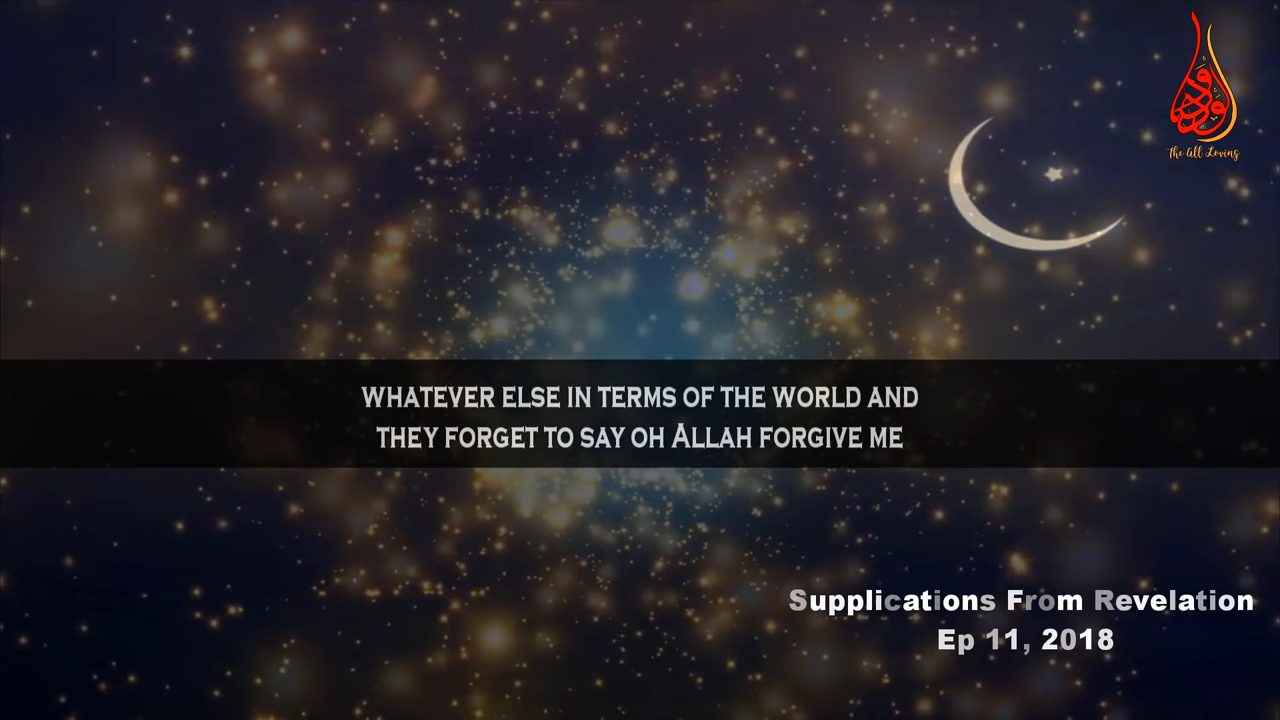 الودود
The All Loving
WHATEVER ELSE IN TERMS OF THE WORLD AND
THEY FORGET TO SAY OH ALLAH FORGIVE ME
Supplications From Revelation
Ep 11, 2018